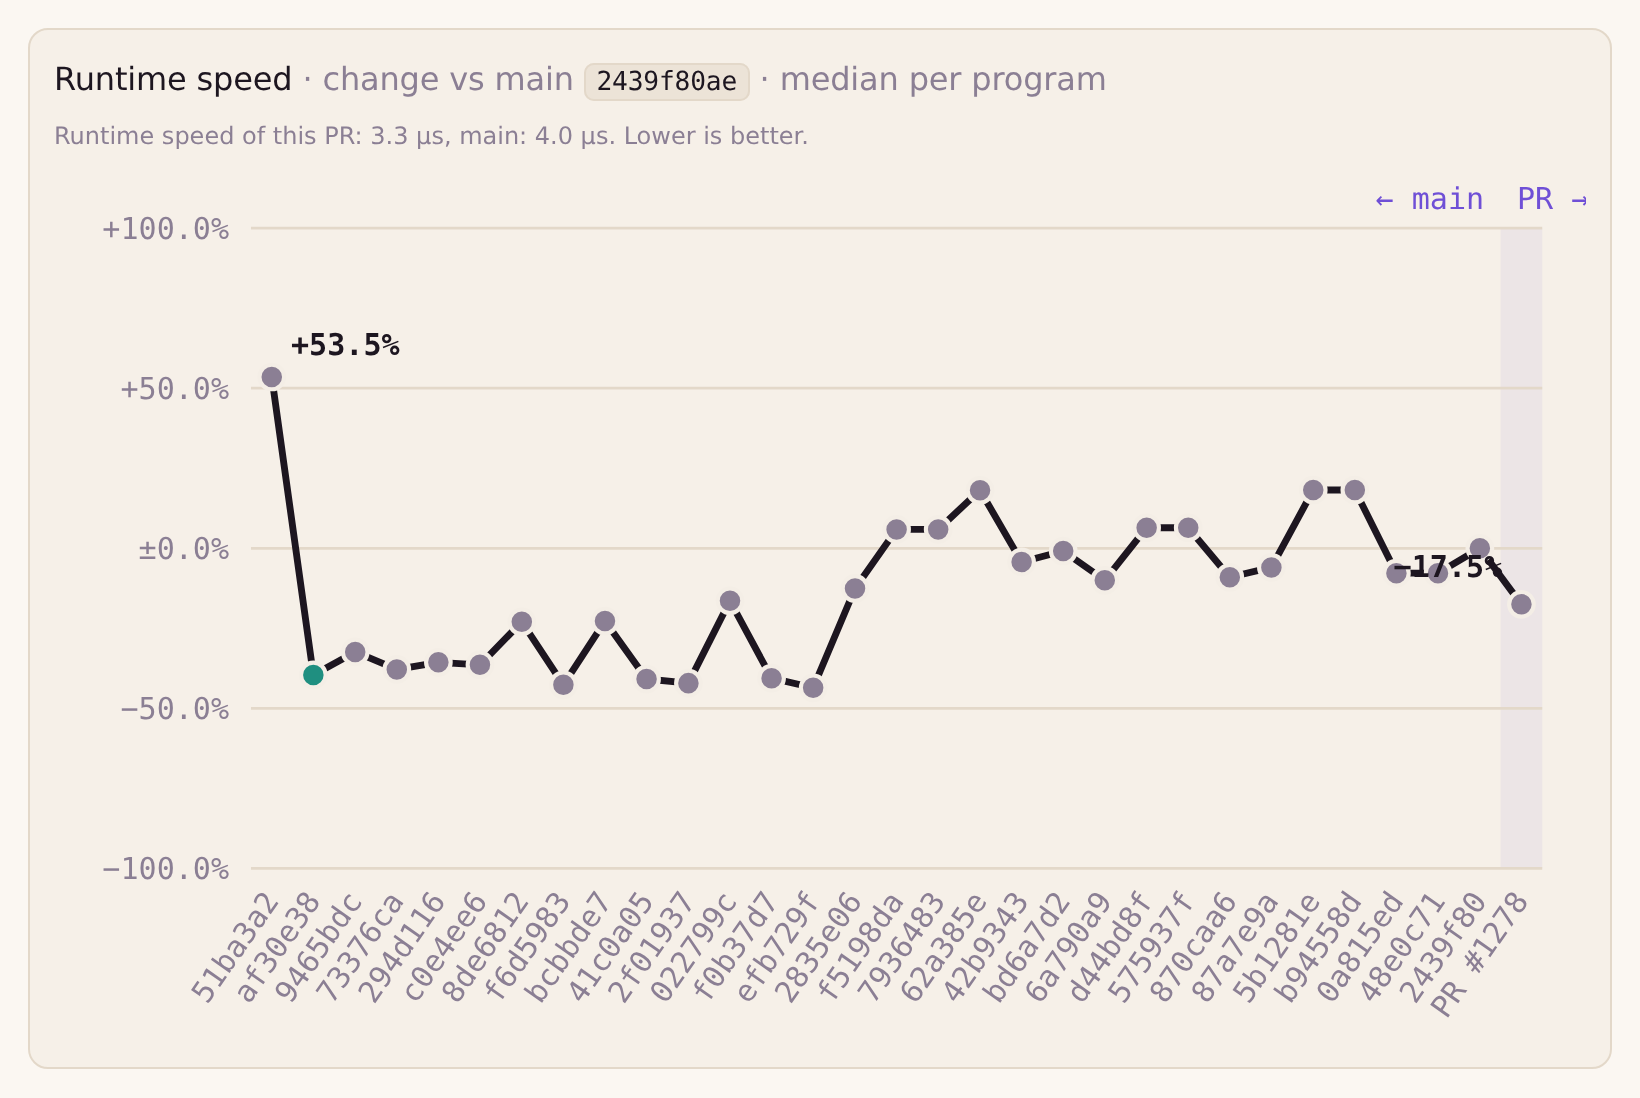 Runtime speed · change vs main 2439f80ae · median per program
Runtime speed of this PR: 3.3 µs, main: 4.0 µs. Lower is better.
← main PR →
+100.0%
+53.5%
+50.0%
±0.0%
−17.5%
−50.0%
−100.0%
51ba3a2
af30e38
9465bdc
73376ca
294d116
c0e4ee6
8de6812
f6d5983
bcbbde7
41c0a05
2f01937
022799c
f0b37d7
efb729f
2835e06
f5198da
7936483
62a385e
42b9343
bd6a7d2
6a790a9
d44bd8f
575937f
870caa6
87a7e9a
5b1281e
b94558d
0a815ed
48e0c71
2439f80
PR #1278